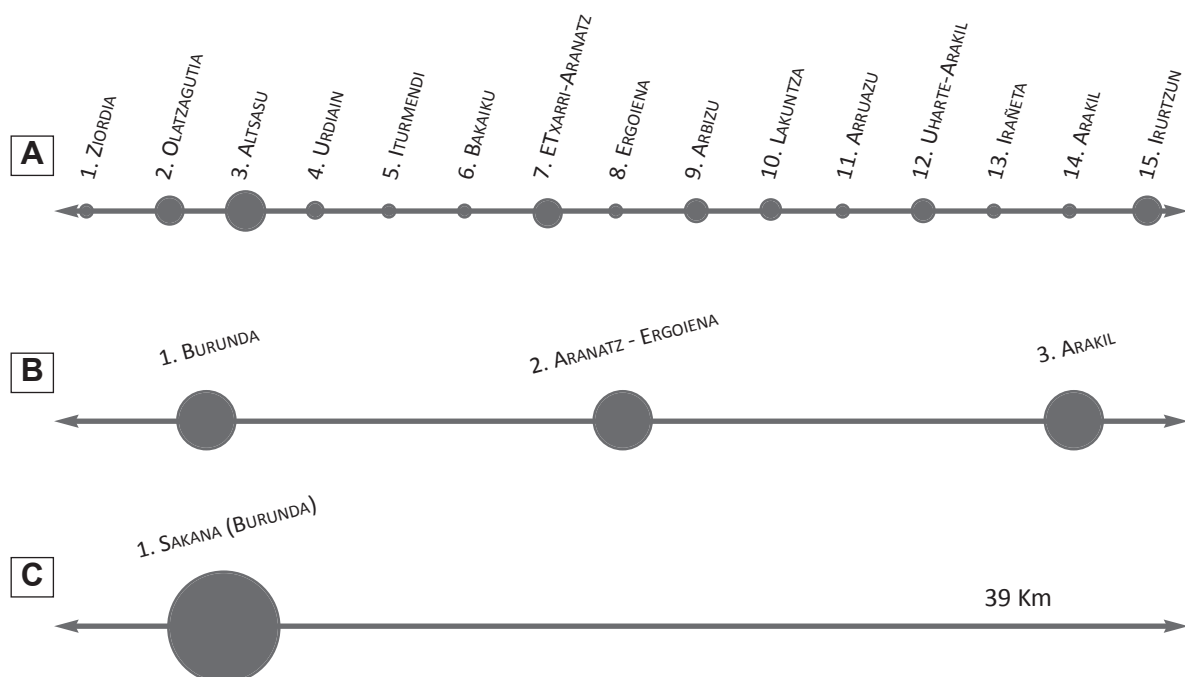 A
1. Ziordia
2. Olatzagutia
3. Altsasu
4. Urdiain
5. Iturmendi
6. Bakaiku
7. ETxarri-Aranatz
8. Ergoiena
9. Arbizu
10. Lakuntza
11. Arruazu
12. Uharte-Arakil
13. Irañeta
14. Arakil
15. Irurtzun
B
1. Burunda
2. Aranatz - Ergoiena
3. Arakil
C
1. Sakana (Burunda)
39 Km